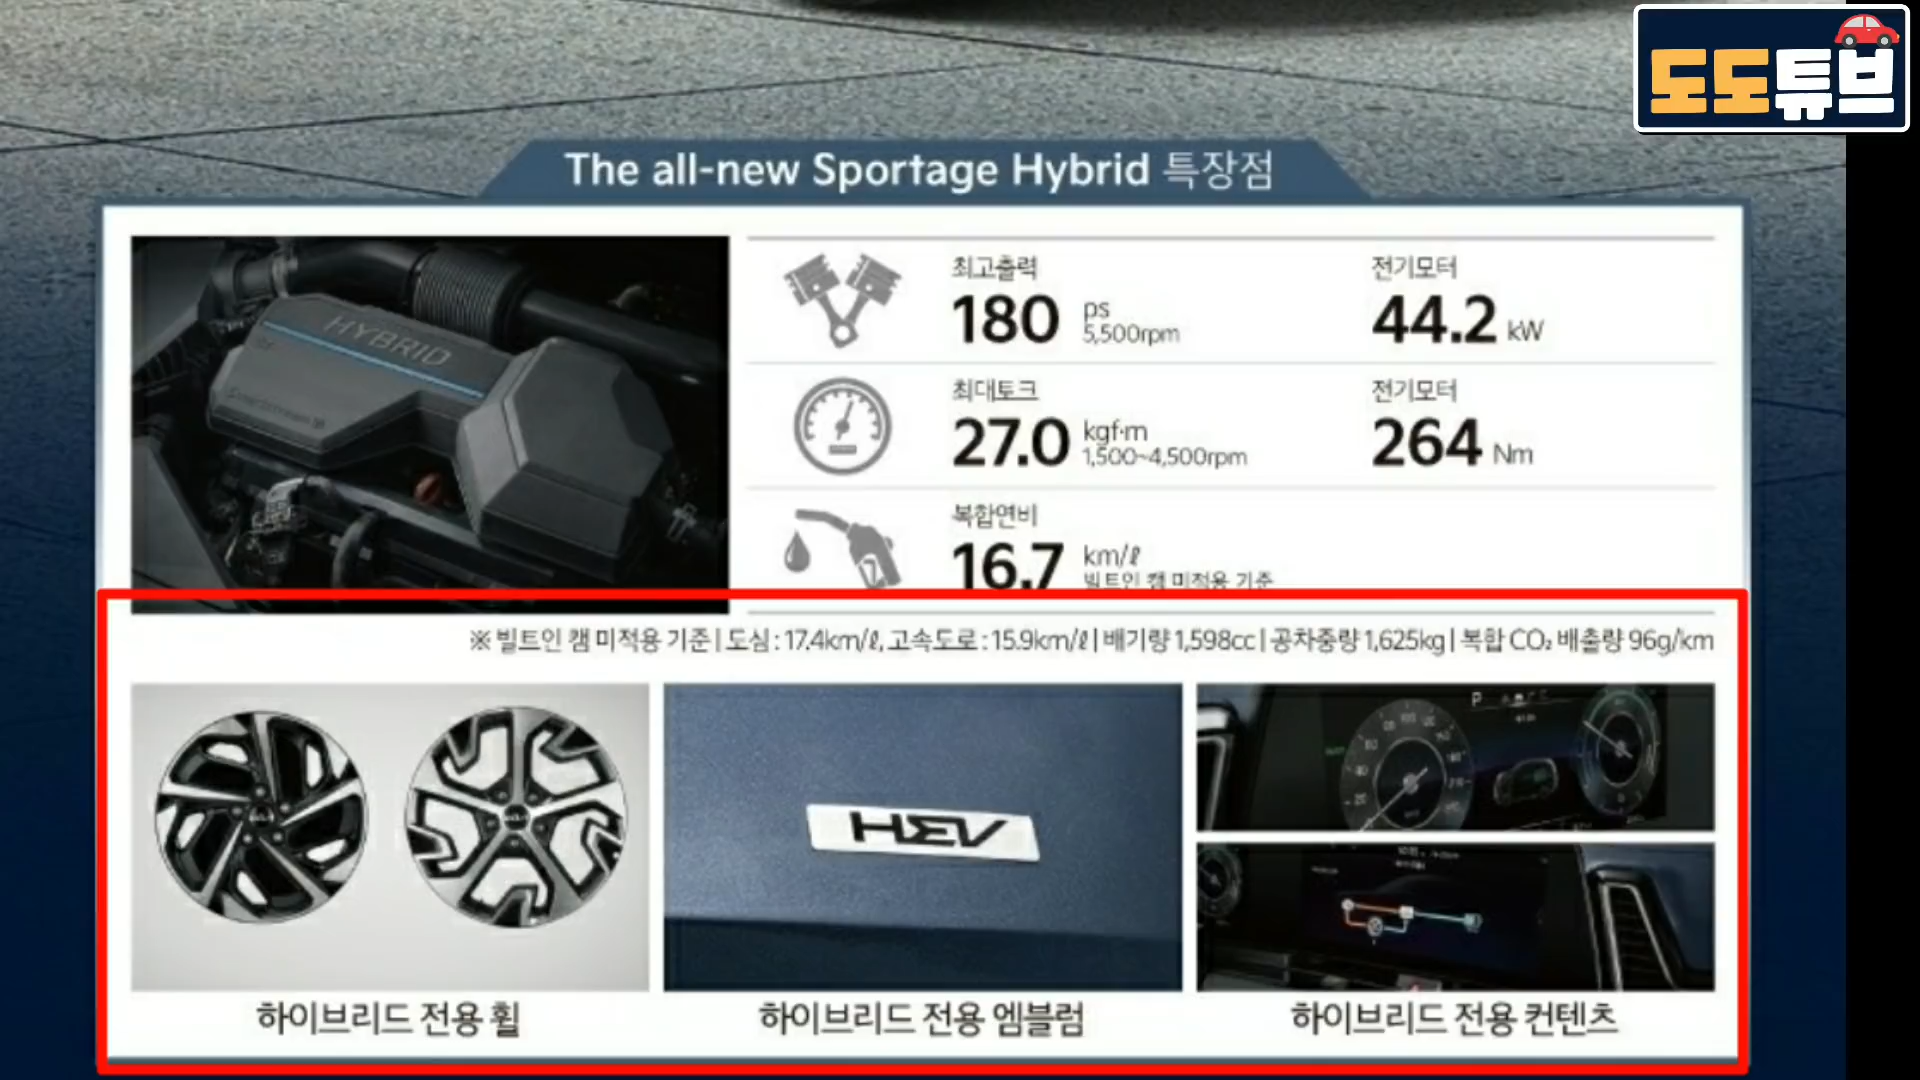 도도튜브
The all-new Sportage Hybrid 특장점
HYBRID
최고출력
180 ps
5,500rpm
전기모터
44.2 kW
최대토크
27.0 kgf·m
1,500~4,500rpm
전기모터
264 Nm
복합연비
16.7 km/ℓ
빌트인 캠 미적용 기준
※ 빌트인 캠 미적용 기준 | 도심 : 17.4km/ℓ, 고속도로 : 15.9km/ℓ | 배기량 1,598cc | 공차중량 1,625kg | 복합 CO₂ 배출량 96g/km
HEV
P
하이브리드 전용 휠
하이브리드 전용 엠블럼
하이브리드 전용 컨텐츠